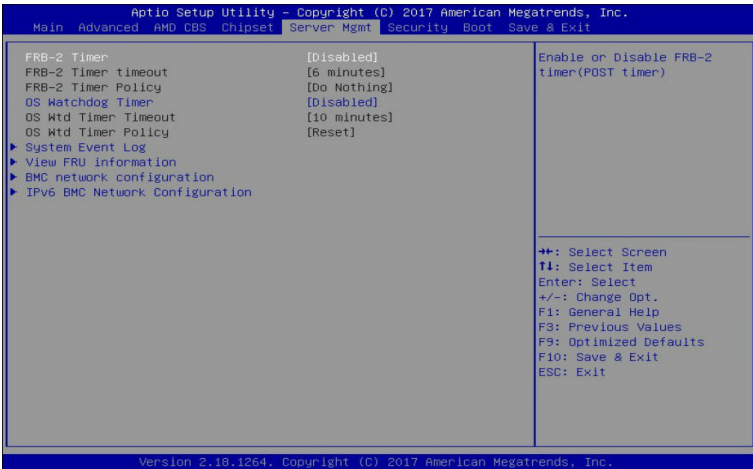 Aptio Setup Utility – Copyright (C) 2017 American Megatrends, Inc.
Main Advanced AMD CBS Chipset Server Mgmt Security Boot Save & Exit
FRB-2 Timer [Disabled]
FRB-2 Timer timeout [6 minutes]
FRB-2 Timer Policy [Do Nothing]
OS Watchdog Timer [Disabled]
OS Wtd Timer Timeout [10 minutes]
OS Wtd Timer Policy [Reset]
▶ System Event Log
▶ View FRU information
▶ BMC network configuration
▶ IPv6 BMC Network Configuration
Enable or Disable FRB-2
timer(POST timer)
→←: Select Screen
↑↓: Select Item
Enter: Select
+/-: Change Opt.
F1: General Help
F3: Previous Values
F9: Optimized Defaults
F10: Save & Exit
ESC: Exit
Version 2.18.1264. Copyright (C) 2017 American Megatrends, Inc.